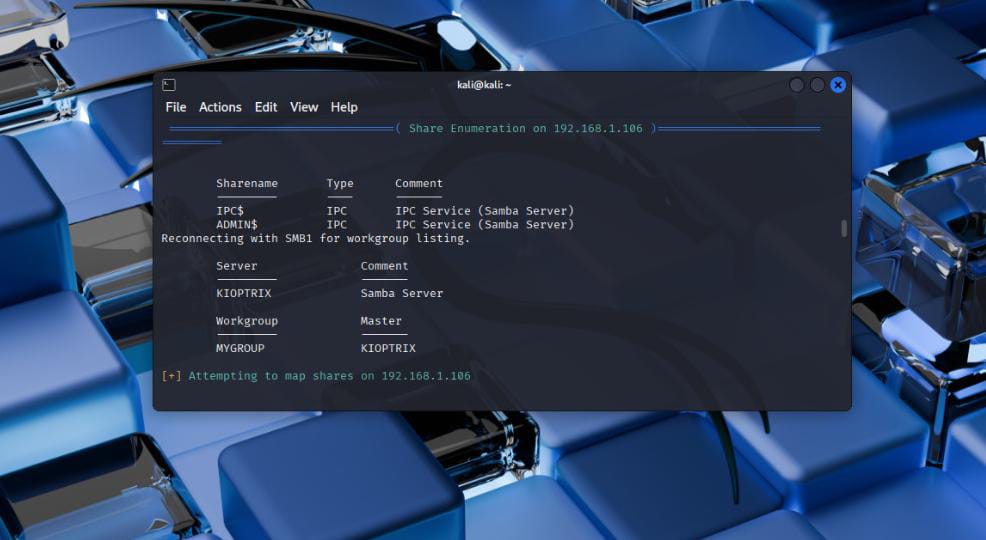 kali@kali: ~
File Actions Edit View Help
( Share Enumeration on 192.168.1.106 )
Sharename Type Comment
IPC$ IPC IPC Service (Samba Server)
ADMIN$ IPC IPC Service (Samba Server)
Reconnecting with SMB1 for workgroup listing.
Server Comment
KIOPTRIX Samba Server
Workgroup Master
MYGROUP KIOPTRIX
[+] Attempting to map shares on 192.168.1.106